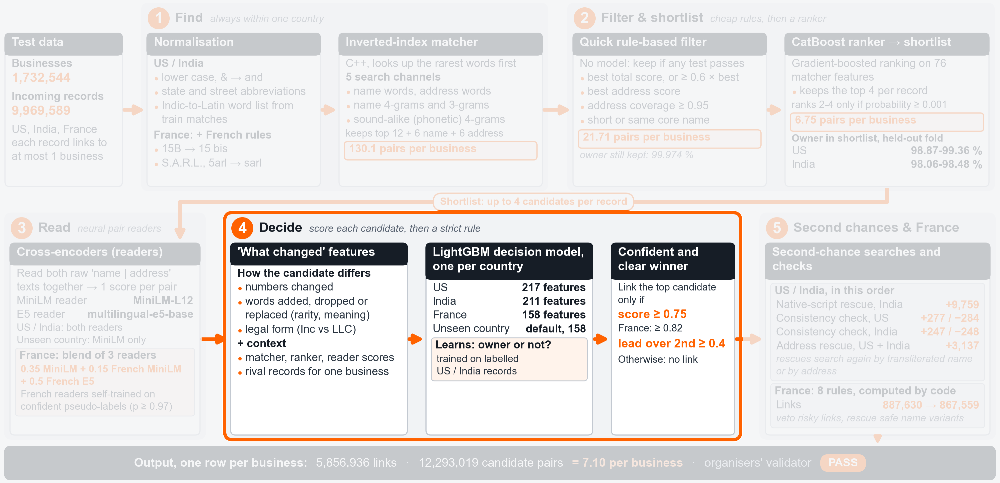 1 Find always within one country
2 Filter & shortlist cheap rules, then a ranker
Test data
Businesses
1,732,544
Incoming records
9,969,589
US, India, France
each record links to
at most 1 business
Normalisation
US / India
• lower case, & → and
• state and street abbreviations
• Indic-to-Latin word list from
train matches
France: + French rules
• 15B → 15 bis
• S.A.R.L., 5arl → sarl
Inverted-index matcher
C++, looks up the rarest words first
5 search channels
• name words, address words
• name 4-grams and 3-grams
• sound-alike (phonetic) 4-grams
keeps top 12 + 6 name + 6 address
130.1 pairs per business
Quick rule-based filter
No model: keep if any test passes
• best total score, or ≥ 0.6 × best
• best address score
• address coverage ≥ 0.95
• short or same core name
21.71 pairs per business
owner still kept: 99.974 %
CatBoost ranker → shortlist
Gradient-boosted ranking on 76
matcher features
• keeps the top 4 per record
ranks 2-4 only if probability ≥ 0.001
6.75 pairs per business
Owner in shortlist, held-out fold
US 98.87-99.36 %
India 98.06-98.48 %
Shortlist: up to 4 candidates per record
3 Read neural pair readers
Cross-encoders (readers)
Read both raw 'name | address'
texts together → 1 score per pair
MiniLM reader MiniLM-L12
E5 reader multilingual-e5-base
US / India: both readers
Unseen country: MiniLM only
France: blend of 3 readers
0.35 MiniLM + 0.15 French MiniLM
+ 0.5 French E5
French readers self-trained on
confident pseudo-labels (p ≥ 0.97)
4 Decide score each candidate, then a strict rule
'What changed' features
How the candidate differs
• numbers changed
• words added, dropped or
replaced (rarity, meaning)
• legal form (Inc vs LLC)
+ context
• matcher, ranker, reader scores
• rival records for one business
LightGBM decision model,
one per country
US 217 features
India 211 features
France 158 features
Unseen country default, 158
Learns: owner or not?
trained on labelled
US / India records
Confident and
clear winner
Link the top candidate
only if
score ≥ 0.75
France: ≥ 0.82
lead over 2nd ≥ 0.4
Otherwise: no link
5 Second chances & France
Second-chance searches and
checks
US / India, in this order
Native-script rescue, India +9,759
Consistency check, US +277 / −284
Consistency check, India +247 / −248
Address rescue, US + India +3,137
rescues search again by transliterated name
or by address
France: 8 rules, computed by code
Links 887,630 → 867,559
veto risky links, rescue safe name variants
Output, one row per business: 5,856,936 links · 12,293,019 candidate pairs = 7.10 per business · organisers' validator PASS